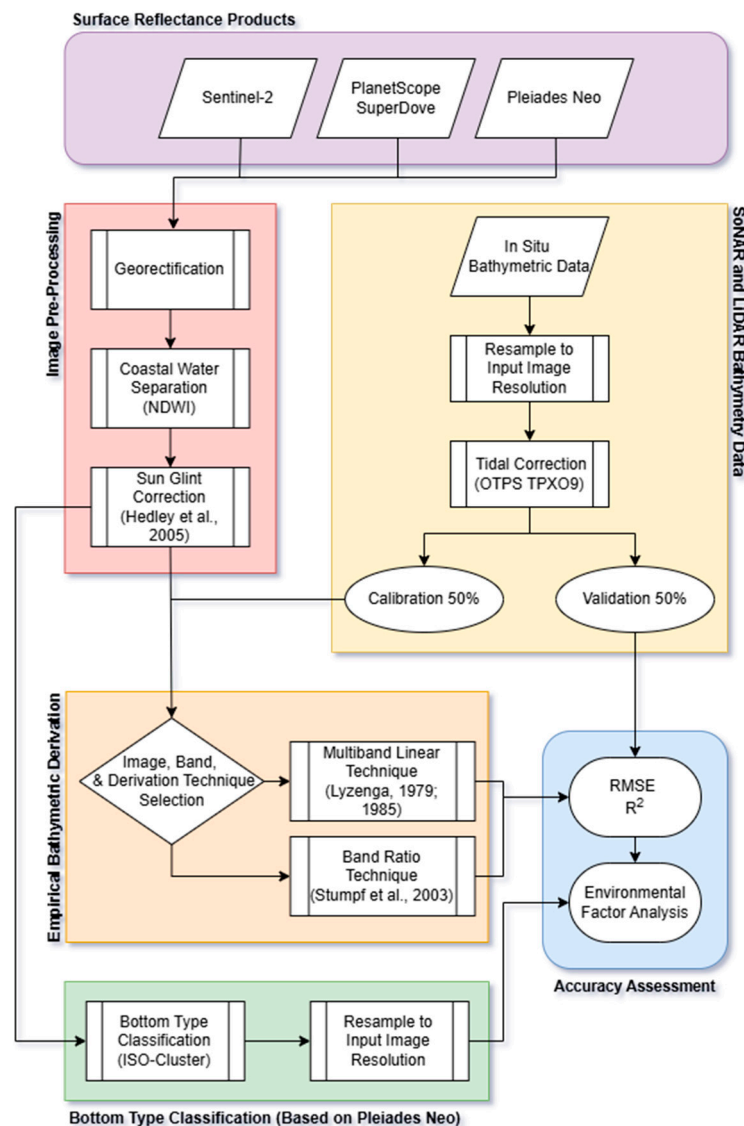 Surface Reflectance Products
Sentinel-2
PlanetScope
SuperDove
Pleiades Neo
Image Pre-Processing
Georectification
Coastal Water
Separation
(NDWI)
Sun Glint
Correction
(Hedley et al.,
2005)
SoNAR and LIDAR Bathymetry Data
In Situ
Bathymetric Data
Resample to
Input Image
Resolution
Tidal Correction
(OTPS TPXO9)
Calibration 50%
Validation 50%
Empirical Bathymetric Derivation
Image, Band,
& Derivation Technique
Selection
Multiband Linear
Technique
(Lyzenga, 1979;
1985)
Band Ratio
Technique
(Stumpf et al., 2003)
RMSE
R²
Environmental
Factor Analysis
Accuracy Assessment
Bottom Type
Classification
(ISO-Cluster)
Resample to
Input Image
Resolution
Bottom Type Classification (Based on Pleiades Neo)